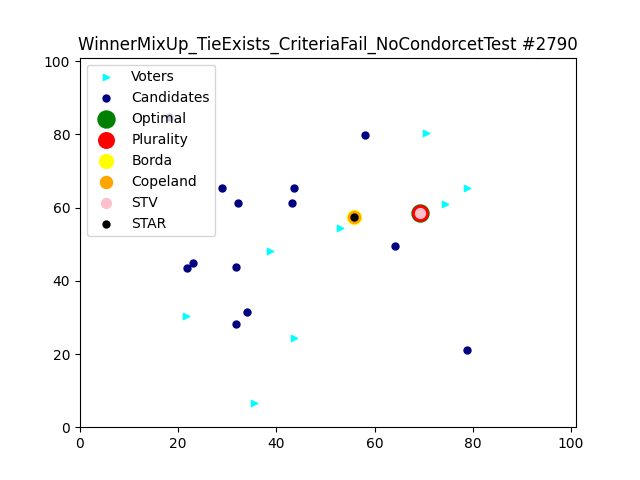 WinnerMixUp_TieExists_CriteriaFail_NoCondorcetTest #2790
100
80
60
40
20
0
Voters
Candidates
Optimal
Plurality
Borda
Copeland
STV
STAR
0 20 40 60 80 100